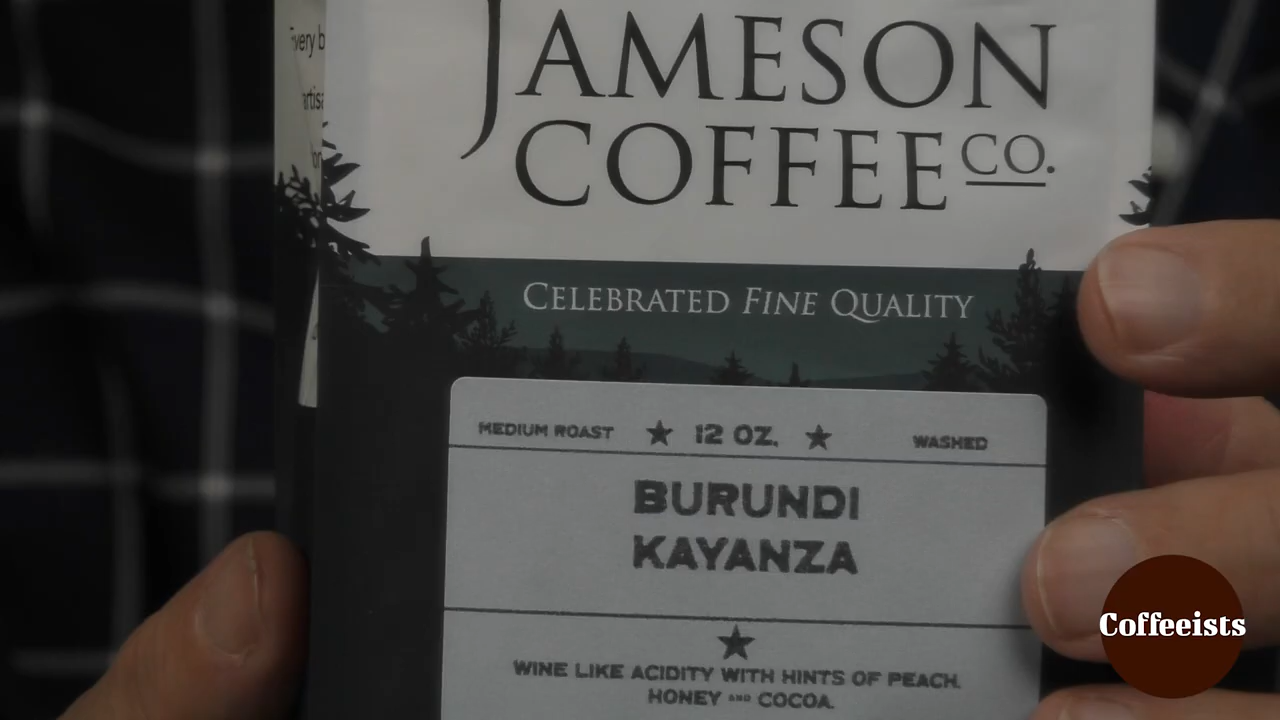 JAMESON
COFFEE CO.
CELEBRATED FINE QUALITY
MEDIUM ROAST ★ 12 OZ. ★ WASHED
BURUNDI
KAYANZA
★
WINE LIKE ACIDITY WITH HINTS OF PEACH,
HONEY AND COCOA.
Coffeeists